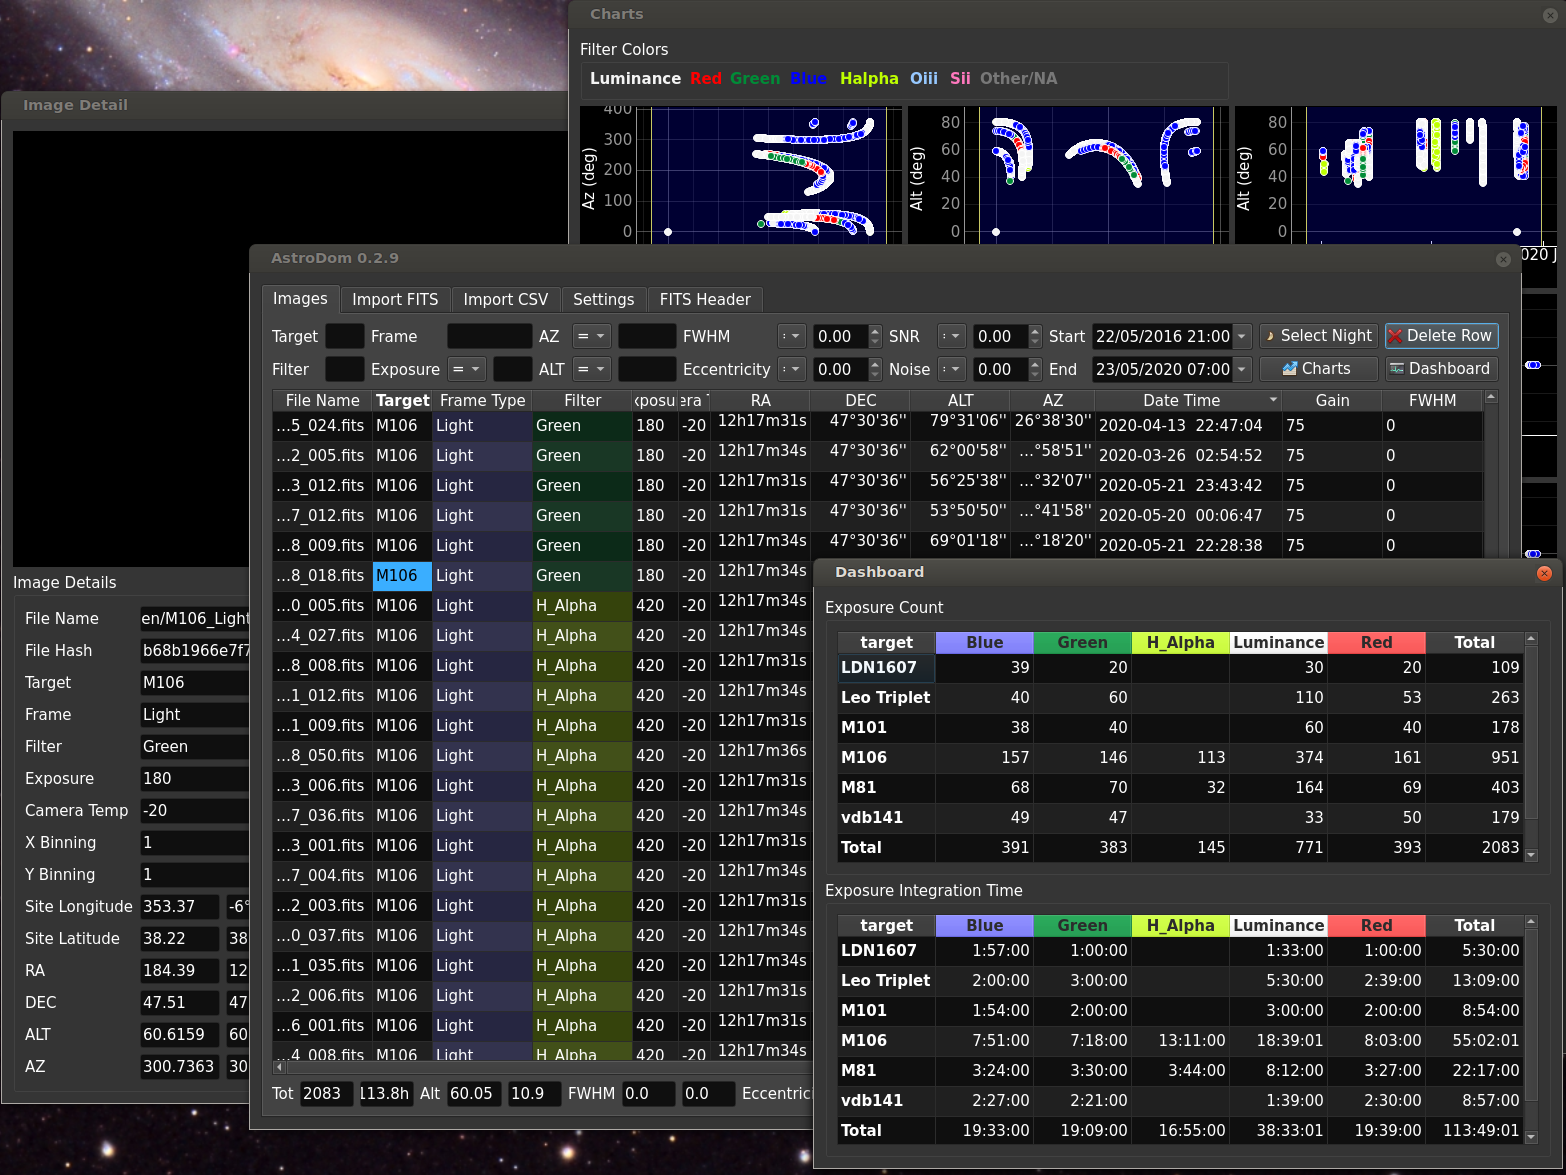 Charts
Filter Colors
Luminance Red Green Blue Halpha Oiii Sii Other/NA
400
300
200
100
0
Az (deg)
80
60
40
20
0
Alt (deg)
80
60
40
20
0
Alt (deg)
020 J
Image Detail
Image Details
File Name en/M106_Light
File Hash b68b1966e7f7
Target M106
Frame Light
Filter Green
Exposure 180
Camera Temp -20
X Binning 1
Y Binning 1
Site Longitude 353.37 -6°
Site Latitude 38.22 38
RA 184.39 12
DEC 47.51 47
ALT 60.6159 60
AZ 300.7363 30
AstroDom 0.2.9
Images Import FITS Import CSV Settings FITS Header
Target Frame AZ = FWHM : 0.00 SNR : 0.00 Start 22/05/2016 21:00 Select Night Delete Row
Filter Exposure = ALT = Eccentricity : 0.00 Noise : 0.00 End 23/05/2020 07:00 Charts Dashboard
File Name Target Frame Type Filter xposu era T RA DEC ALT AZ Date Time Gain FWHM
...5_024.fits M106 Light Green 180 -20 12h17m31s 47°30'36'' 79°31'06'' 26°38'30'' 2020-04-13 22:47:04 75 0
...2_005.fits M106 Light Green 180 -20 12h17m34s 47°30'36'' 62°00'58'' ...°58'51'' 2020-03-26 02:54:52 75 0
...3_012.fits M106 Light Green 180 -20 12h17m31s 47°30'36'' 56°25'38'' ...°32'07'' 2020-05-21 23:43:42 75 0
...7_012.fits M106 Light Green 180 -20 12h17m31s 47°30'36'' 53°50'50'' ...°41'58'' 2020-05-20 00:06:47 75 0
...8_009.fits M106 Light Green 180 -20 12h17m34s 47°30'36'' 69°01'18'' ...°18'20'' 2020-05-21 22:28:38 75 0
...8_018.fits M106 Light Green 180 -20 12h17m34s
...0_005.fits M106 Light H_Alpha 420 -20 12h17m34s
...4_027.fits M106 Light H_Alpha 420 -20 12h17m34s
...8_008.fits M106 Light H_Alpha 420 -20 12h17m31s
...1_012.fits M106 Light H_Alpha 420 -20 12h17m34s
...1_009.fits M106 Light H_Alpha 420 -20 12h17m31s
...8_050.fits M106 Light H_Alpha 420 -20 12h17m36s
...3_006.fits M106 Light H_Alpha 420 -20 12h17m31s
...7_036.fits M106 Light H_Alpha 420 -20 12h17m34s
...3_001.fits M106 Light H_Alpha 420 -20 12h17m31s
...7_004.fits M106 Light H_Alpha 420 -20 12h17m31s
...2_003.fits M106 Light H_Alpha 420 -20 12h17m31s
...0_037.fits M106 Light H_Alpha 420 -20 12h17m34s
...1_035.fits M106 Light H_Alpha 420 -20 12h17m34s
...2_006.fits M106 Light H_Alpha 420 -20 12h17m31s
...6_001.fits M106 Light H_Alpha 420 -20 12h17m31s
...4_008.fits M106 Light H_Alpha 420 -20 12h17m34s
Tot 2083 113.8h Alt 60.05 10.9 FWHM 0.0 0.0 Eccentrici
Dashboard
Exposure Count
target Blue Green H_Alpha Luminance Red Total
LDN1607 39 20 30 20 109
Leo Triplet 40 60 110 53 263
M101 38 40 60 40 178
M106 157 146 113 374 161 951
M81 68 70 32 164 69 403
vdb141 49 47 33 50 179
Total 391 383 145 771 393 2083
Exposure Integration Time
target Blue Green H_Alpha Luminance Red Total
LDN1607 1:57:00 1:00:00 1:33:00 1:00:00 5:30:00
Leo Triplet 2:00:00 3:00:00 5:30:00 2:39:00 13:09:00
M101 1:54:00 2:00:00 3:00:00 2:00:00 8:54:00
M106 7:51:00 7:18:00 13:11:00 18:39:01 8:03:00 55:02:01
M81 3:24:00 3:30:00 3:44:00 8:12:00 3:27:00 22:17:00
vdb141 2:27:00 2:21:00 1:39:00 2:30:00 8:57:00
Total 19:33:00 19:09:00 16:55:00 38:33:01 19:39:00 113:49:01